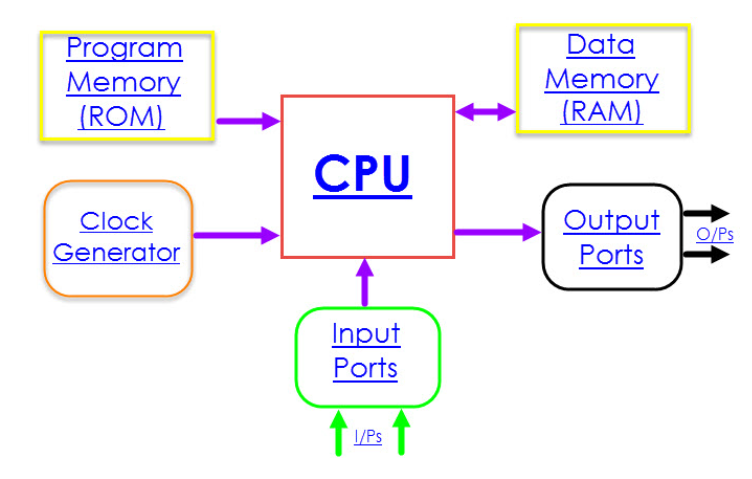 Program
Memory
(ROM)
Data
Memory
(RAM)
CPU
Clock
Generator
Output
Ports
O/Ps
Input
Ports
I/Ps